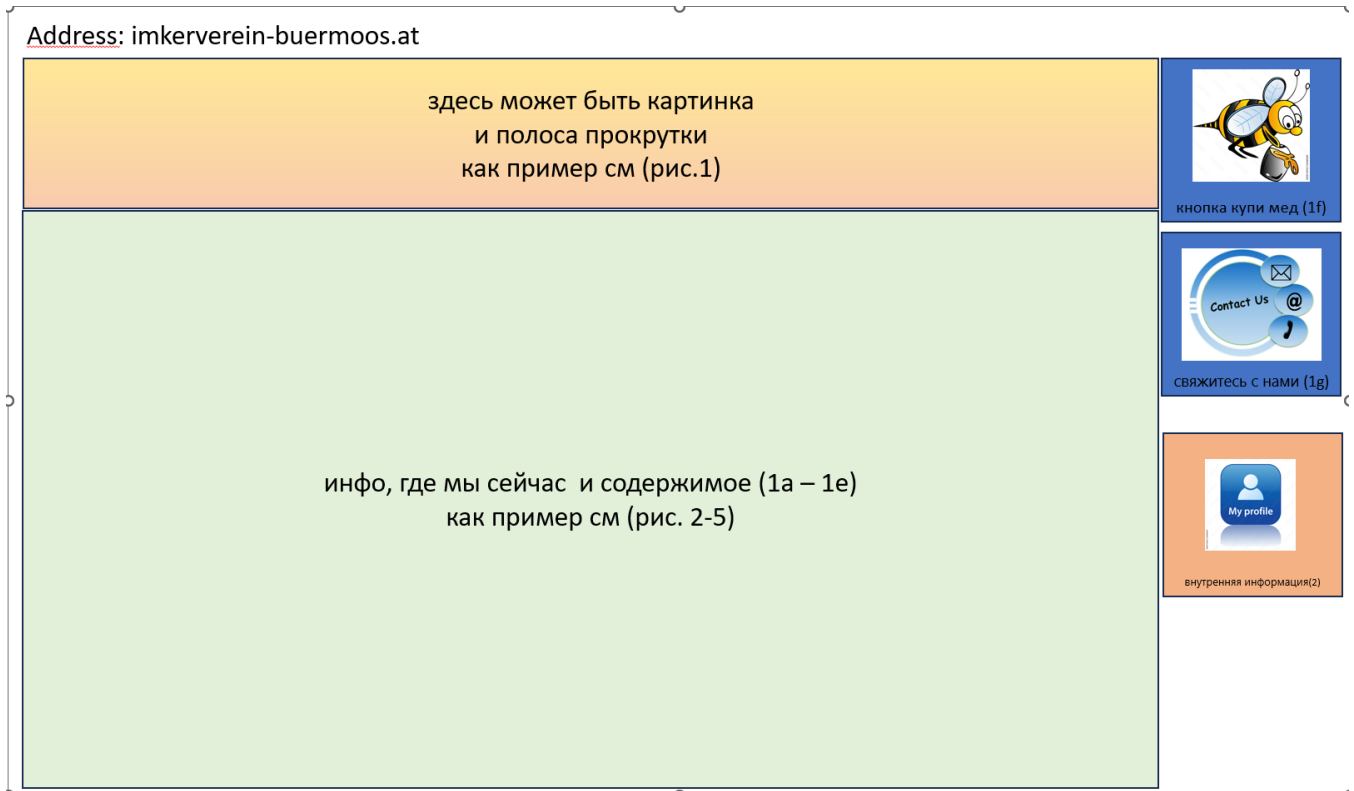 Address: imkerverein-buermoos.at
здесь может быть картинка
и полоса прокрутки
как пример см (рис.1)
кнопка купи мед (1f)
Contact Us
@
свяжитесь с нами (1g)
инфо, где мы сейчас и содержимое (1a – 1e)
как пример см (рис. 2-5)
My profile
внутренняя информация(2)